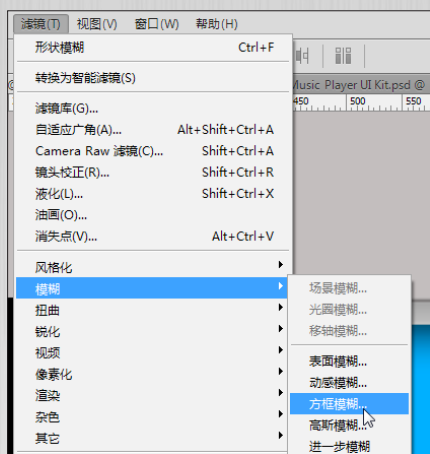 滤镜(T) 视图(V) 窗口(W) 帮助(H)
形状模糊 Ctrl+F
转换为智能滤镜(S)
Music Player UI Kit.psd @
滤镜库(G)...
450 500 550
自适应广角(A)... Alt+Shift+Ctrl+A
Camera Raw 滤镜(C)... Shift+Ctrl+A
镜头校正(R)... Shift+Ctrl+R
液化(L)... Shift+Ctrl+X
油画(O)...
消失点(V)... Alt+Ctrl+V
风格化
模糊
扭曲
锐化
视频
像素化
渲染
杂色
其它
场景模糊...
光圈模糊...
移轴模糊...
表面模糊...
动感模糊...
方框模糊...
高斯模糊...
进一步模糊